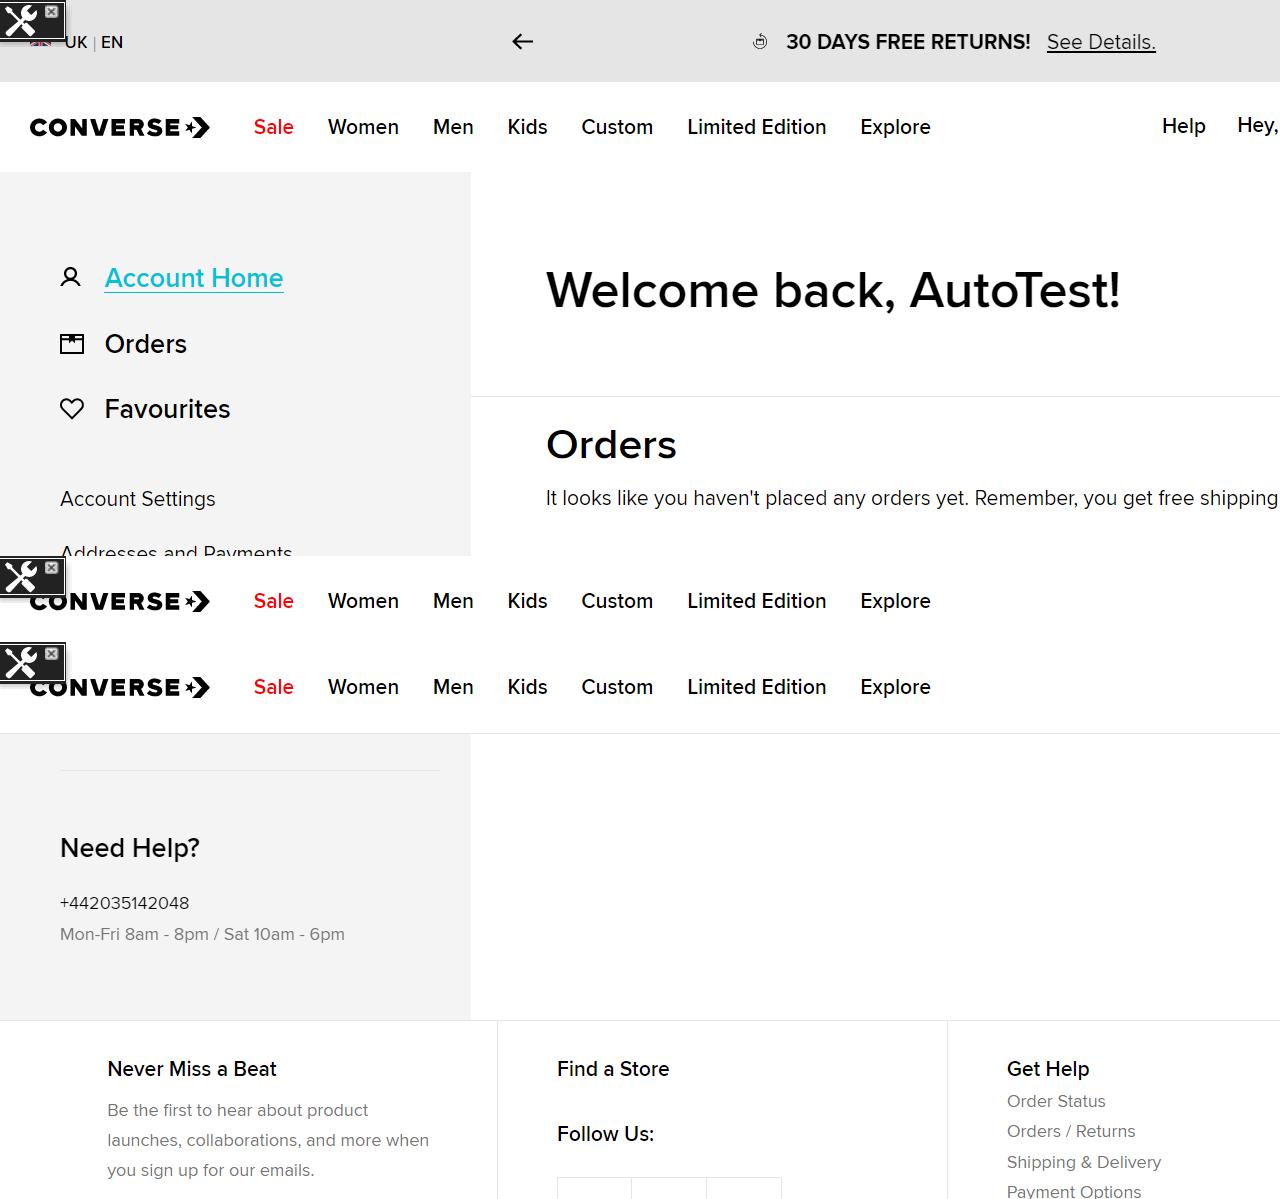 UK | EN
30 DAYS FREE RETURNS! See Details.
CONVERSE Sale Women Men Kids Custom Limited Edition Explore Help Hey,
Account Home
Orders
Favourites
Account Settings
Addresses and Payments
Welcome back, AutoTest!
Orders
It looks like you haven't placed any orders yet. Remember, you get free shipping
CONVERSE Sale Women Men Kids Custom Limited Edition Explore
CONVERSE Sale Women Men Kids Custom Limited Edition Explore
Need Help?
+442035142048
Mon-Fri 8am - 8pm / Sat 10am - 6pm
Never Miss a Beat
Be the first to hear about product
launches, collaborations, and more when
you sign up for our emails.
Find a Store
Follow Us:
Get Help
Order Status
Orders / Returns
Shipping & Delivery
Payment Options